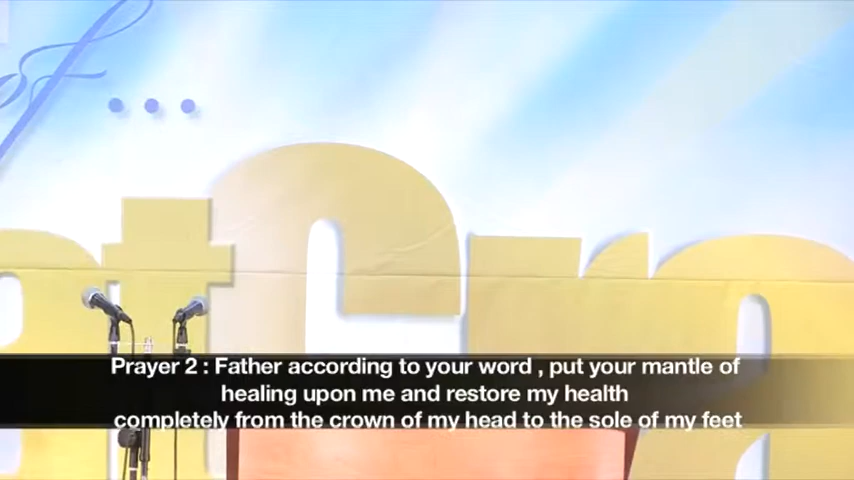 ...
t Gra
Prayer 2 : Father according to your word , put your mantle of
healing upon me and restore my health
completely from the crown of my head to the sole of my feet